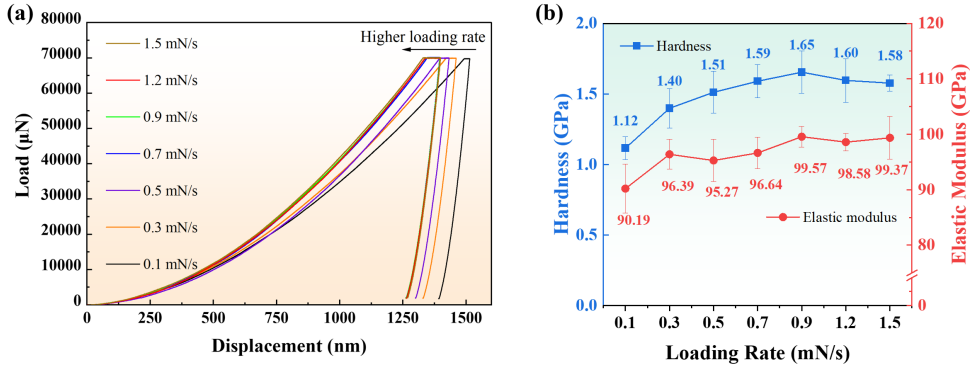 (a)
80000
70000
60000
50000
40000
30000
20000
10000
0
Load (μN)
1.5 mN/s
1.2 mN/s
0.9 mN/s
0.7 mN/s
0.5 mN/s
0.3 mN/s
0.1 mN/s
Higher loading rate
0 250 500 750 1000 1250 1500
Displacement (nm)
(b)
2.0
1.5
1.0
0.5
0.0
Hardness (GPa)
Hardness
1.12 1.40 1.51 1.59 1.65 1.60 1.58
90.19 96.39 95.27 96.64 99.57 98.58 99.37
Elastic modulus
120
110
100
90
80
0
Elastic Modulus (GPa)
0.1 0.3 0.5 0.7 0.9 1.2 1.5
Loading Rate (mN/s)